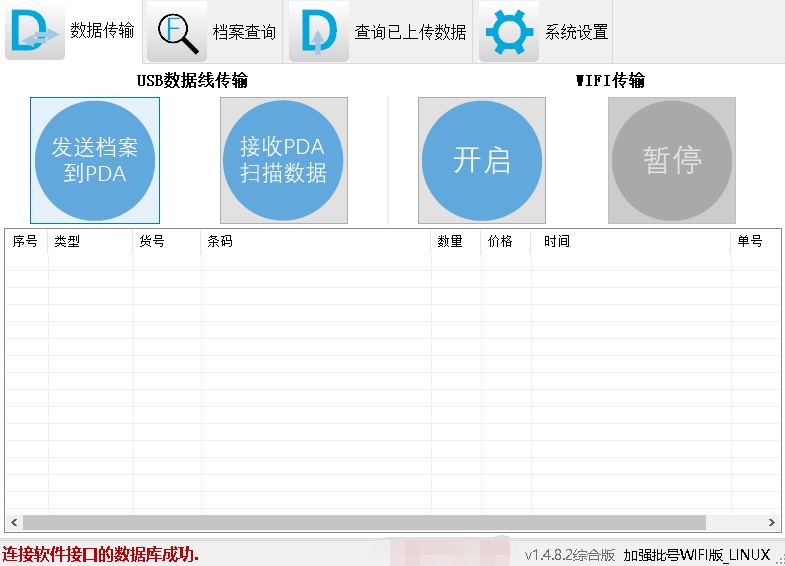 数据传输
档案查询
查询已上传数据
系统设置
USB数据线传输
WIFI传输
发送档案
到PDA
接收PDA
扫描数据
开启
暂停
序号 类型 货号 条码 数量 价格 时间 单号
连接软件接口的数据库成功.
v1.4.8.2综合版 加强批号WIFI版_LINUX